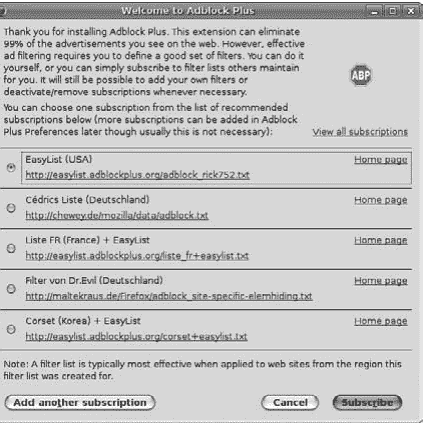 Welcome to Adblock Plus
Thank you for installing Adblock Plus. This extension can eliminate
99% of the advertisements you see on the web. However, effective
ad filtering requires you to define a good set of filters. You can do it
yourself, or you can simply subscribe to filter lists others maintain
for you. It will still be possible to add your own filters or
deactivate/remove subscriptions whenever necessary.
ABP
You can choose one subscription from the list of recommended
subscriptions below (more subscriptions can be added in Adblock
Plus Preferences later though usually this is not necessary):
View all subscriptions
EasyList (USA)
Home page
http://easylist.adblockplus.org/adblock_rick752.txt
Cédrics Liste (Deutschland)
Home page
http://chewey.de/mozilla/data/adblock.txt
Liste FR (France) + EasyList
Home page
http://easylist.adblockplus.org/liste_fr+easylist.txt
Filter von Dr.Evil (Deutschland)
Home page
http://maltekraus.de/Firefox/adblock_site-specific-elemhiding.txt
Corset (Korea) + EasyList
Home page
http://easylist.adblockplus.org/corset+easylist.txt
Note: A filter list is typically most effective when applied to web sites from the region this
filter list was created for.
Add another subscription
Cancel
Subscribe